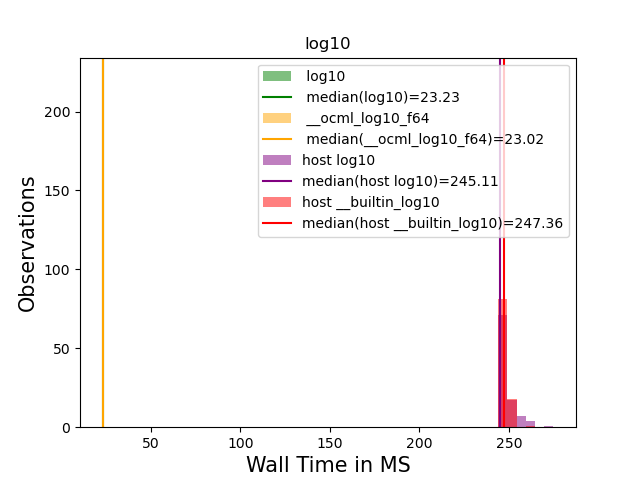 log10
log10
median(log10)=23.23
__ocml_log10_f64
median(__ocml_log10_f64)=23.02
host log10
median(host log10)=245.11
host __builtin_log10
median(host __builtin_log10)=247.36
Observations
200
150
100
50
0
50 100 150 200 250
Wall Time in MS